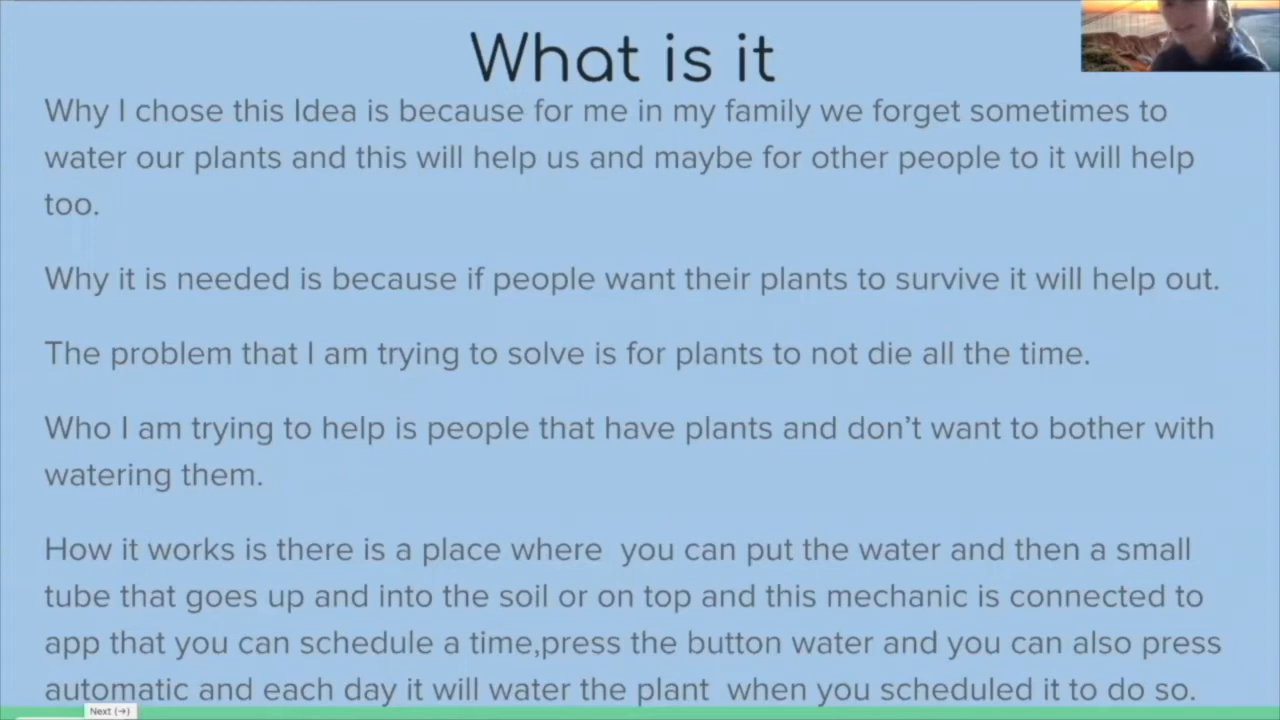 What is it
Why I chose this Idea is because for me in my family we forget sometimes to
water our plants and this will help us and maybe for other people to it will help
too.
Why it is needed is because if people want their plants to survive it will help out.
The problem that I am trying to solve is for plants to not die all the time.
Who I am trying to help is people that have plants and don’t want to bother with
watering them.
How it works is there is a place where  you can put the water and then a small
tube that goes up and into the soil or on top and this mechanic is connected to
app that you can schedule a time,press the button water and you can also press
automatic and each day it will water the plant  when you scheduled it to do so.
Next (→)